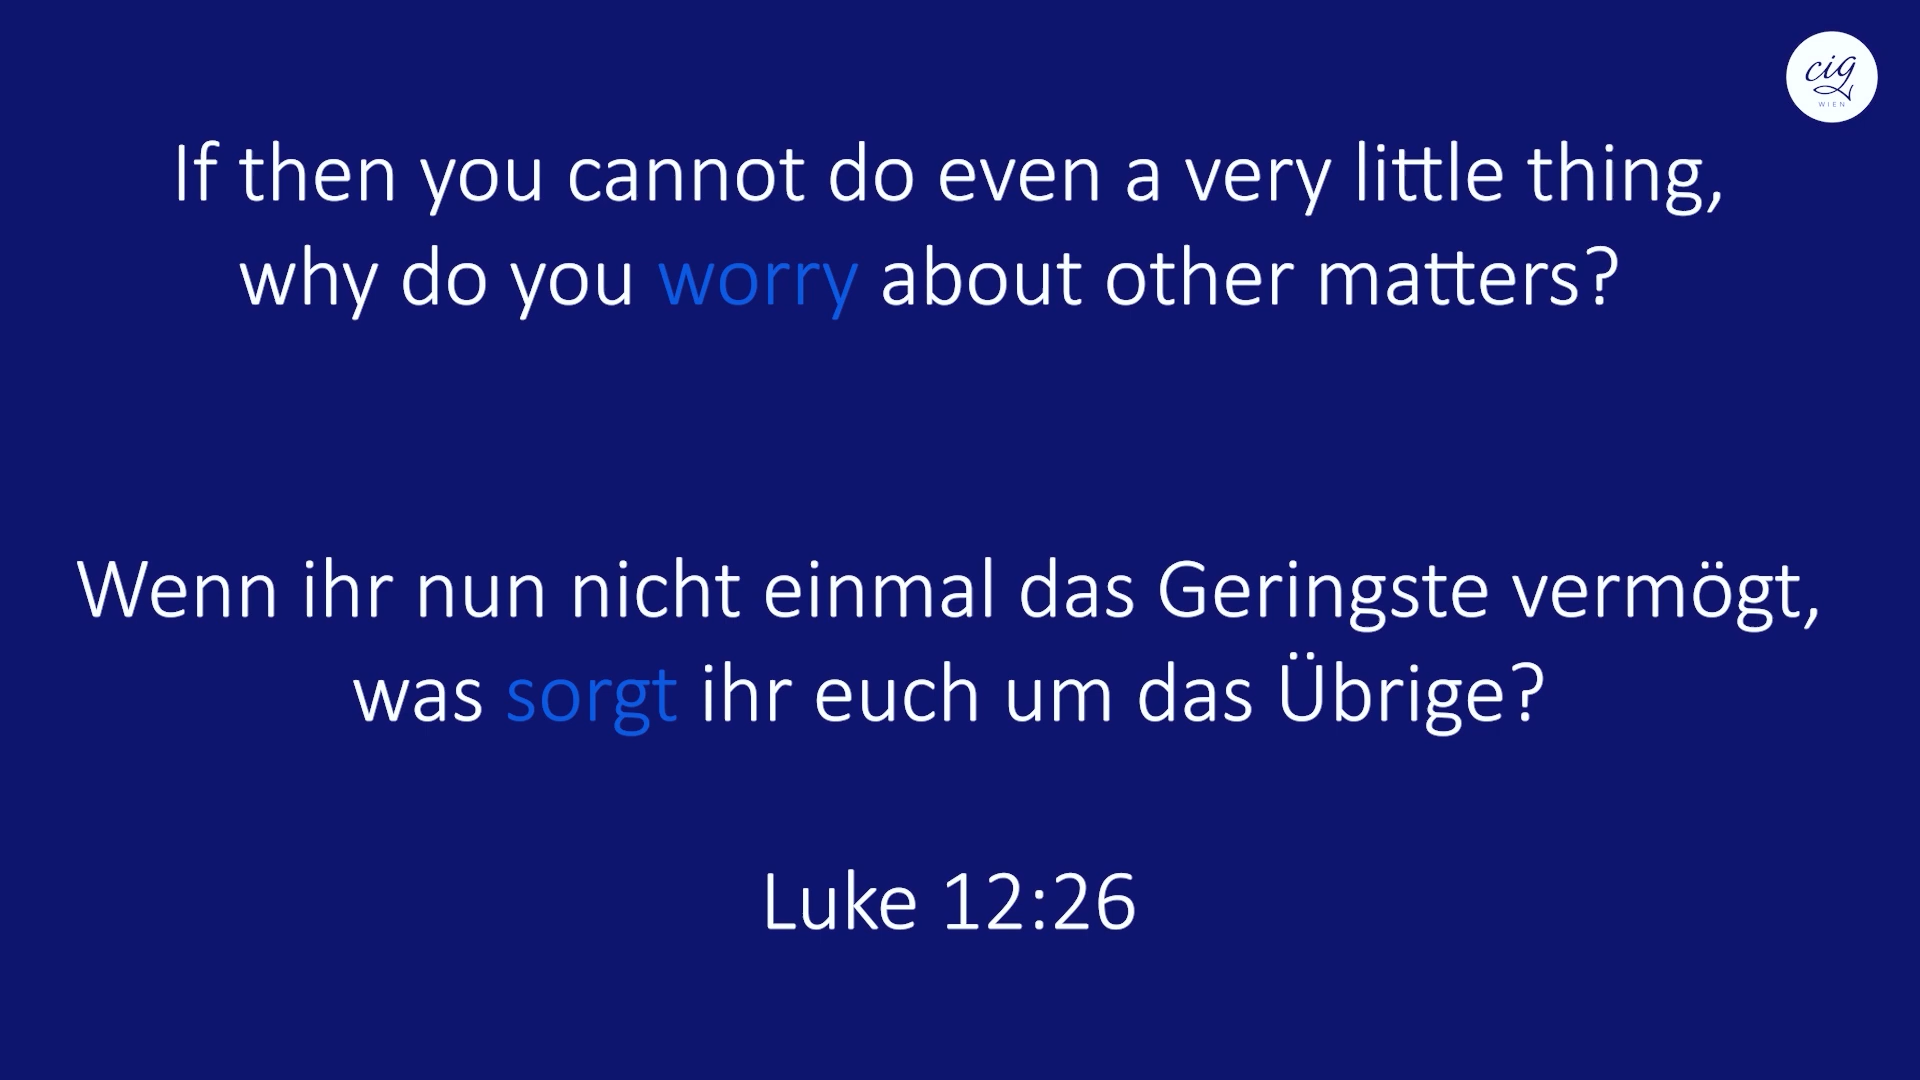 cig
WIEN
If then you cannot do even a very little thing,
why do you worry about other matters?
Wenn ihr nun nicht einmal das Geringste vermögt,
was sorgt ihr euch um das Übrige?
Luke 12:26